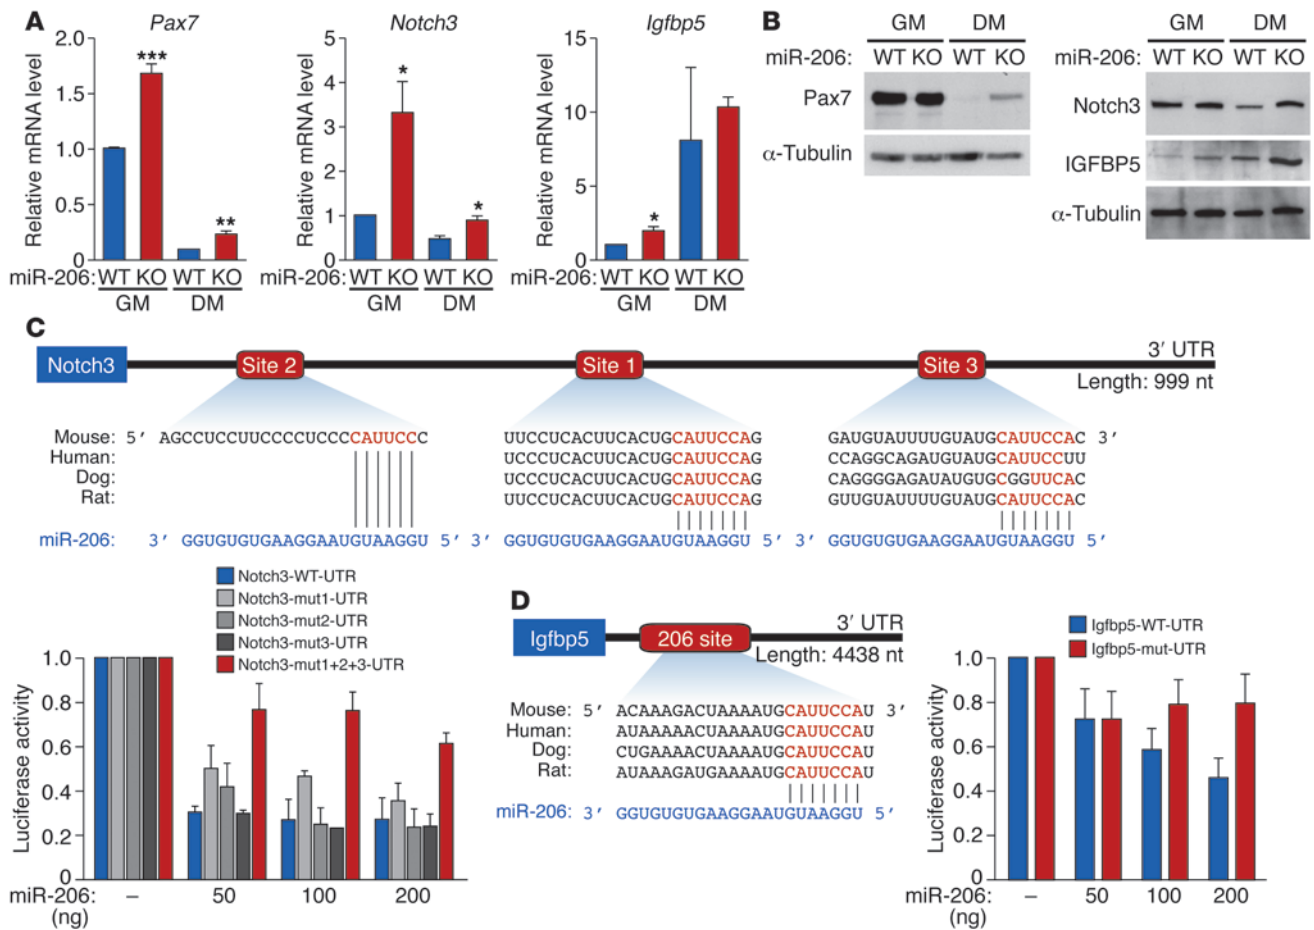 A
Pax7
Notch3
Igfbp5
Relative mRNA level
2.0
1.5
1.0
0.5
0
***
**
Relative mRNA level
5
4
3
2
1
0
*
*
Relative mRNA level
15
10
5
0
*
miR-206: WT KO WT KO
GM DM
miR-206: WT KO WT KO
GM DM
miR-206: WT KO WT KO
GM DM
B
GM DM
miR-206: WT KO WT KO
Pax7
α-Tubulin
GM DM
miR-206: WT KO WT KO
Notch3
IGFBP5
α-Tubulin
C
Notch3 Site 2 Site 1 Site 3 3′ UTR
Length: 999 nt
Mouse: 5′ AGCCUCCUUCCCCUCCCCAUUCCC UUCCUCACUUCACUGCAUUCCAG GAUGUAUUUUGUAUGCAUUCCAC 3′
Human: UCCCUCACUUCACUGCAUUCCAG CCAGGCAGAUGUAUGCAUUCCUU
Dog: UCCCUCACUUCACUGCAUUCCAG CAGGGGAGAUAUGUGCGGUUCAC
Rat: UUCCUCACUUCACUGCAUUCCAG GUUGUAUUUUGUAUGCAUUCCAC
miR-206: 3′ GGUGUGUGAAGGAAUGUAAGGU 5′ 3′ GGUGUGUGAAGGAAUGUAAGGU 5′ 3′ GGUGUGUGAAGGAAUGUAAGGU 5′
Notch3-WT-UTR
Notch3-mut1-UTR
Notch3-mut2-UTR
Notch3-mut3-UTR
Notch3-mut1+2+3-UTR
Luciferase activity
1.0
0.8
0.6
0.4
0.2
0
miR-206: – 50 100 200
(ng)
D
Igfbp5 206 site 3′ UTR
Length: 4438 nt
Mouse: 5′ ACAAAGACUAAAAUGCAUUCCAU 3′
Human: AUAAAAACUAAAAUGCAUUCCAU
Dog: CUGAAAACUAAAAUGCAUUCCAU
Rat: AUAAAGAUGAAAAUGCAUUCCAU
miR-206: 3′ GGUGUGUGAAGGAAUGUAAGGU 5′
Igfbp5-WT-UTR
Igfbp5-mut-UTR
Luciferase activity
1.0
0.8
0.6
0.4
0.2
0
miR-206: – 50 100 200
(ng)